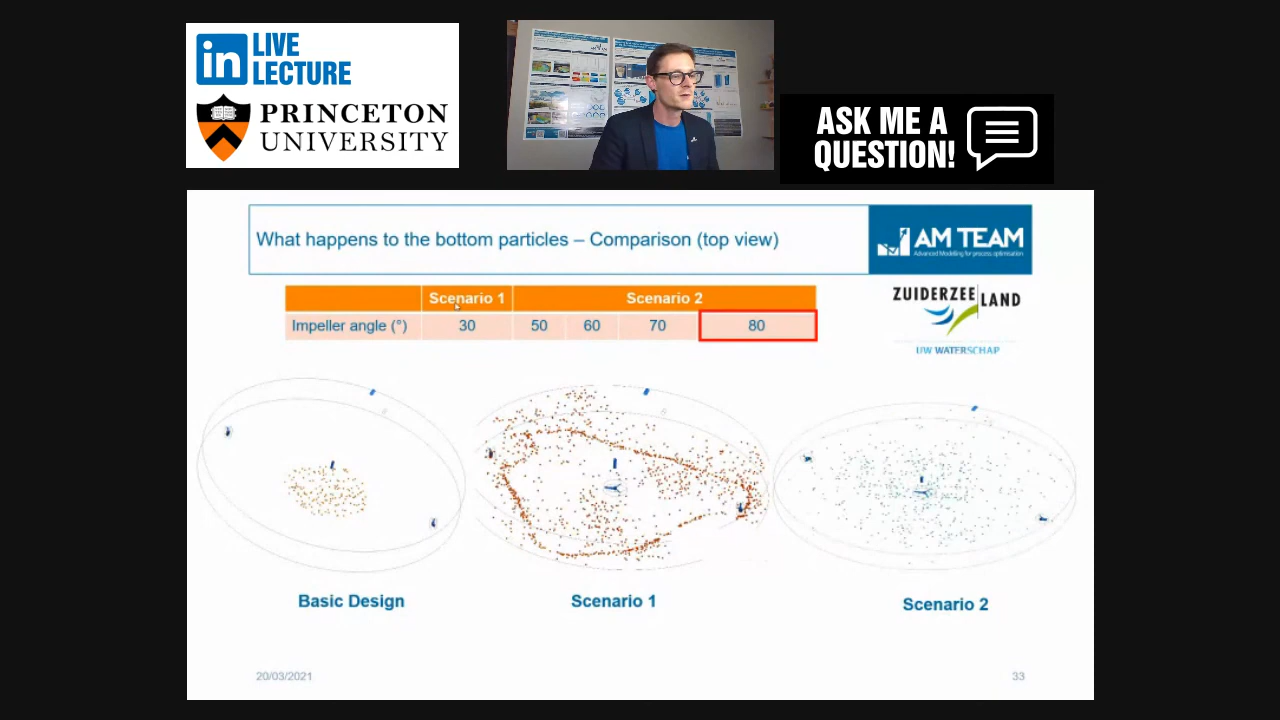 in LIVE
LECTURE
PRINCETON
UNIVERSITY
ASK ME A
QUESTION!
What happens to the bottom particles – Comparison (top view)
AM TEAM
Advanced Modelling for process optimisation
Scenario 1 Scenario 2
Impeller angle (°) 30 50 60 70 80
ZUIDERZEELAND
UW WATERSCHAP
Basic Design
Scenario 1
Scenario 2
20/03/2021
33